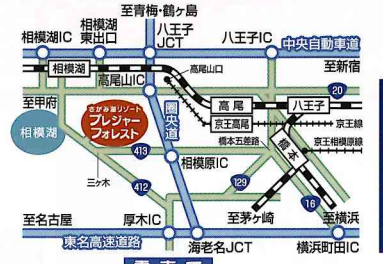 至青梅・鶴ヶ島
相模湖IC
相模湖東出口
八王子JCT
八王子IC
中央自動車道
相模湖
高尾山口
至新宿
高尾山IC
20
至甲府
高尾
八王子
さがみ湖リゾート
プレジャーフォレスト
圏央道
京王高尾
京王線
相模湖
橋本五差路
京王相模原線
413
相模原IC
橋本
三ヶ木
412
129
16
至名古屋
厚木IC
至茅ヶ崎
至横浜
東名高速道路
海老名JCT
横浜町田IC